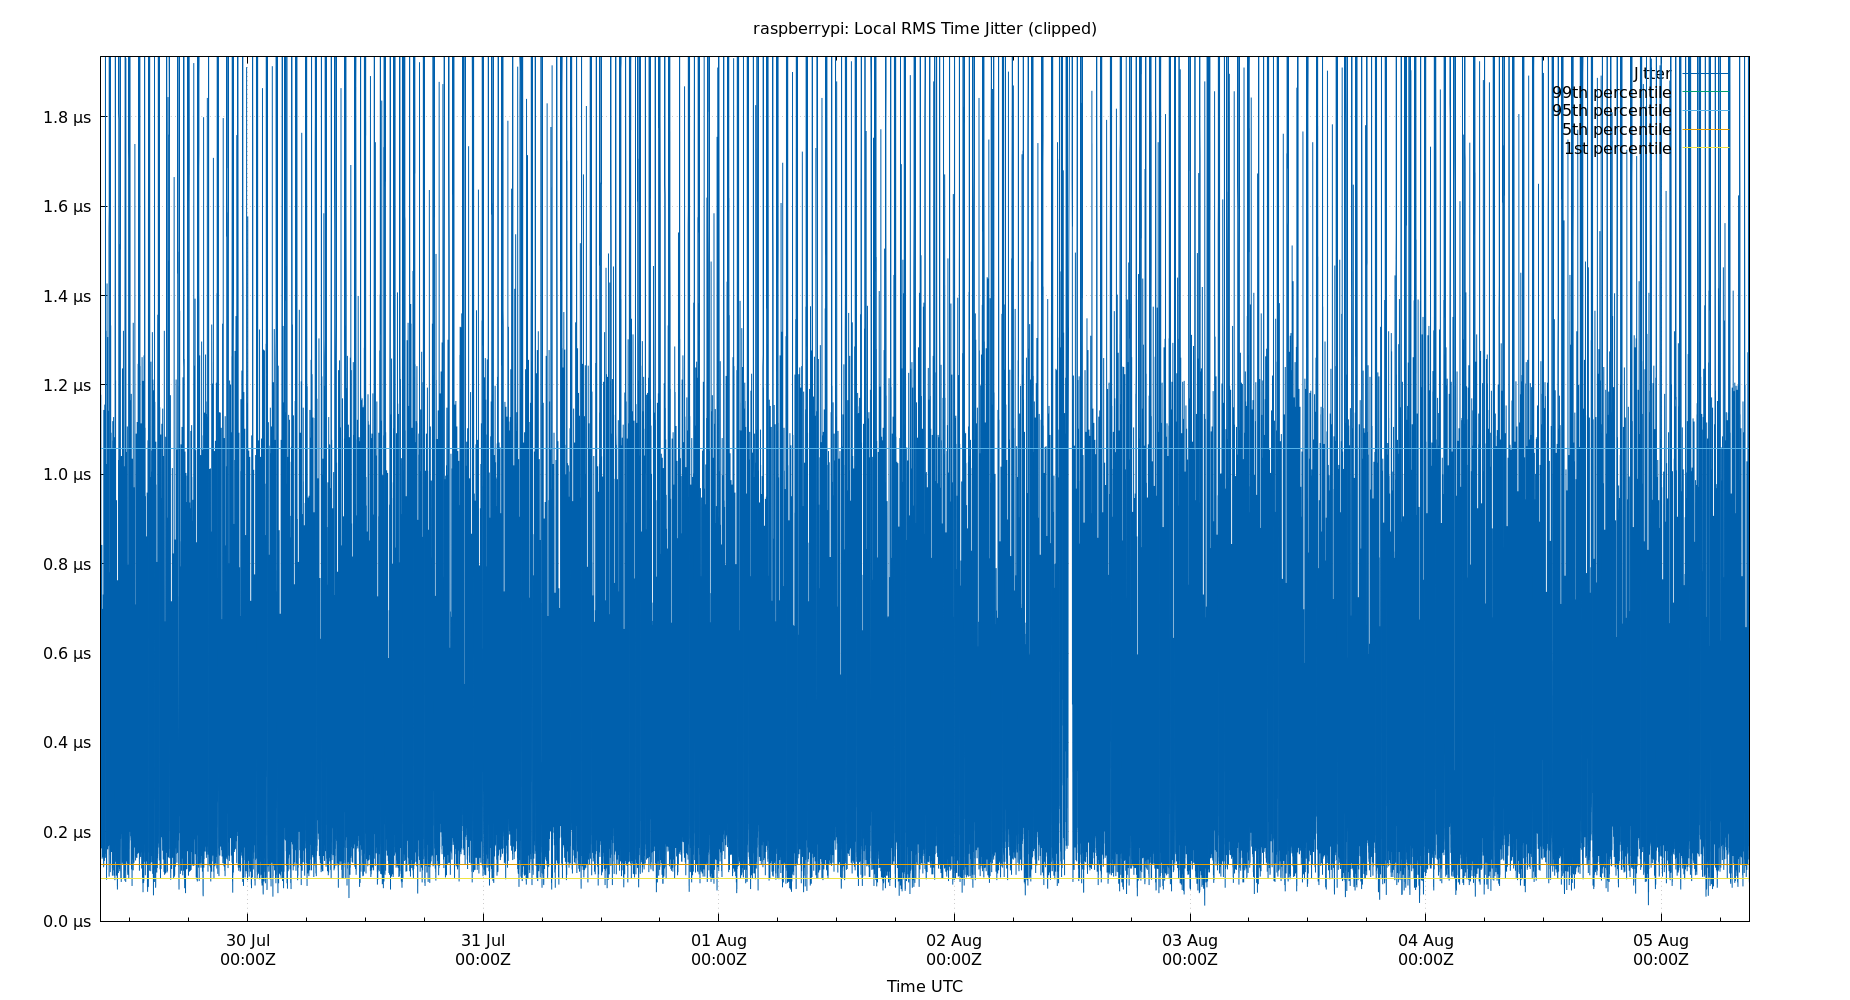 raspberrypi: Local RMS Time Jitter (clipped)
Jitter
99th percentile
95th percentile
5th percentile
1st percentile
1.8 µs
1.6 µs
1.4 µs
1.2 µs
1.0 µs
0.8 µs
0.6 µs
0.4 µs
0.2 µs
0.0 µs
30 Jul 31 Jul 01 Aug 02 Aug 03 Aug 04 Aug 05 Aug
00:00Z 00:00Z 00:00Z 00:00Z 00:00Z 00:00Z 00:00Z
Time UTC